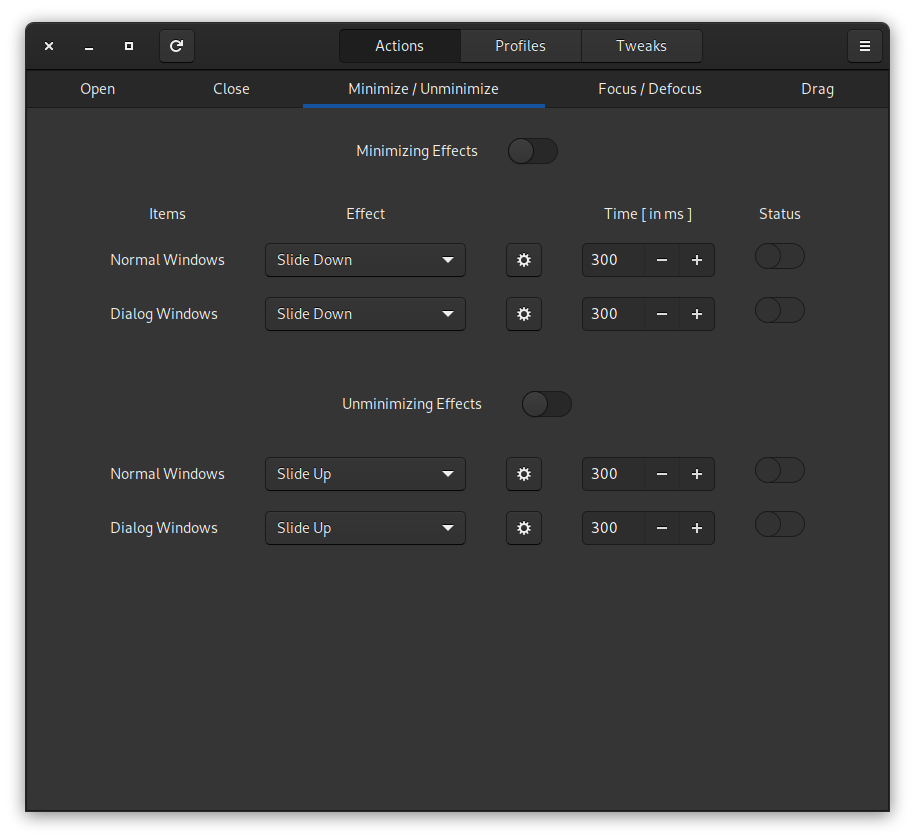 Actions Profiles Tweaks
Open Close Minimize / Unminimize Focus / Defocus Drag
Minimizing Effects
Items Effect Time [ in ms ] Status
Normal Windows Slide Down 300 − +
Dialog Windows Slide Down 300 − +
Unminimizing Effects
Normal Windows Slide Up 300 − +
Dialog Windows Slide Up 300 − +